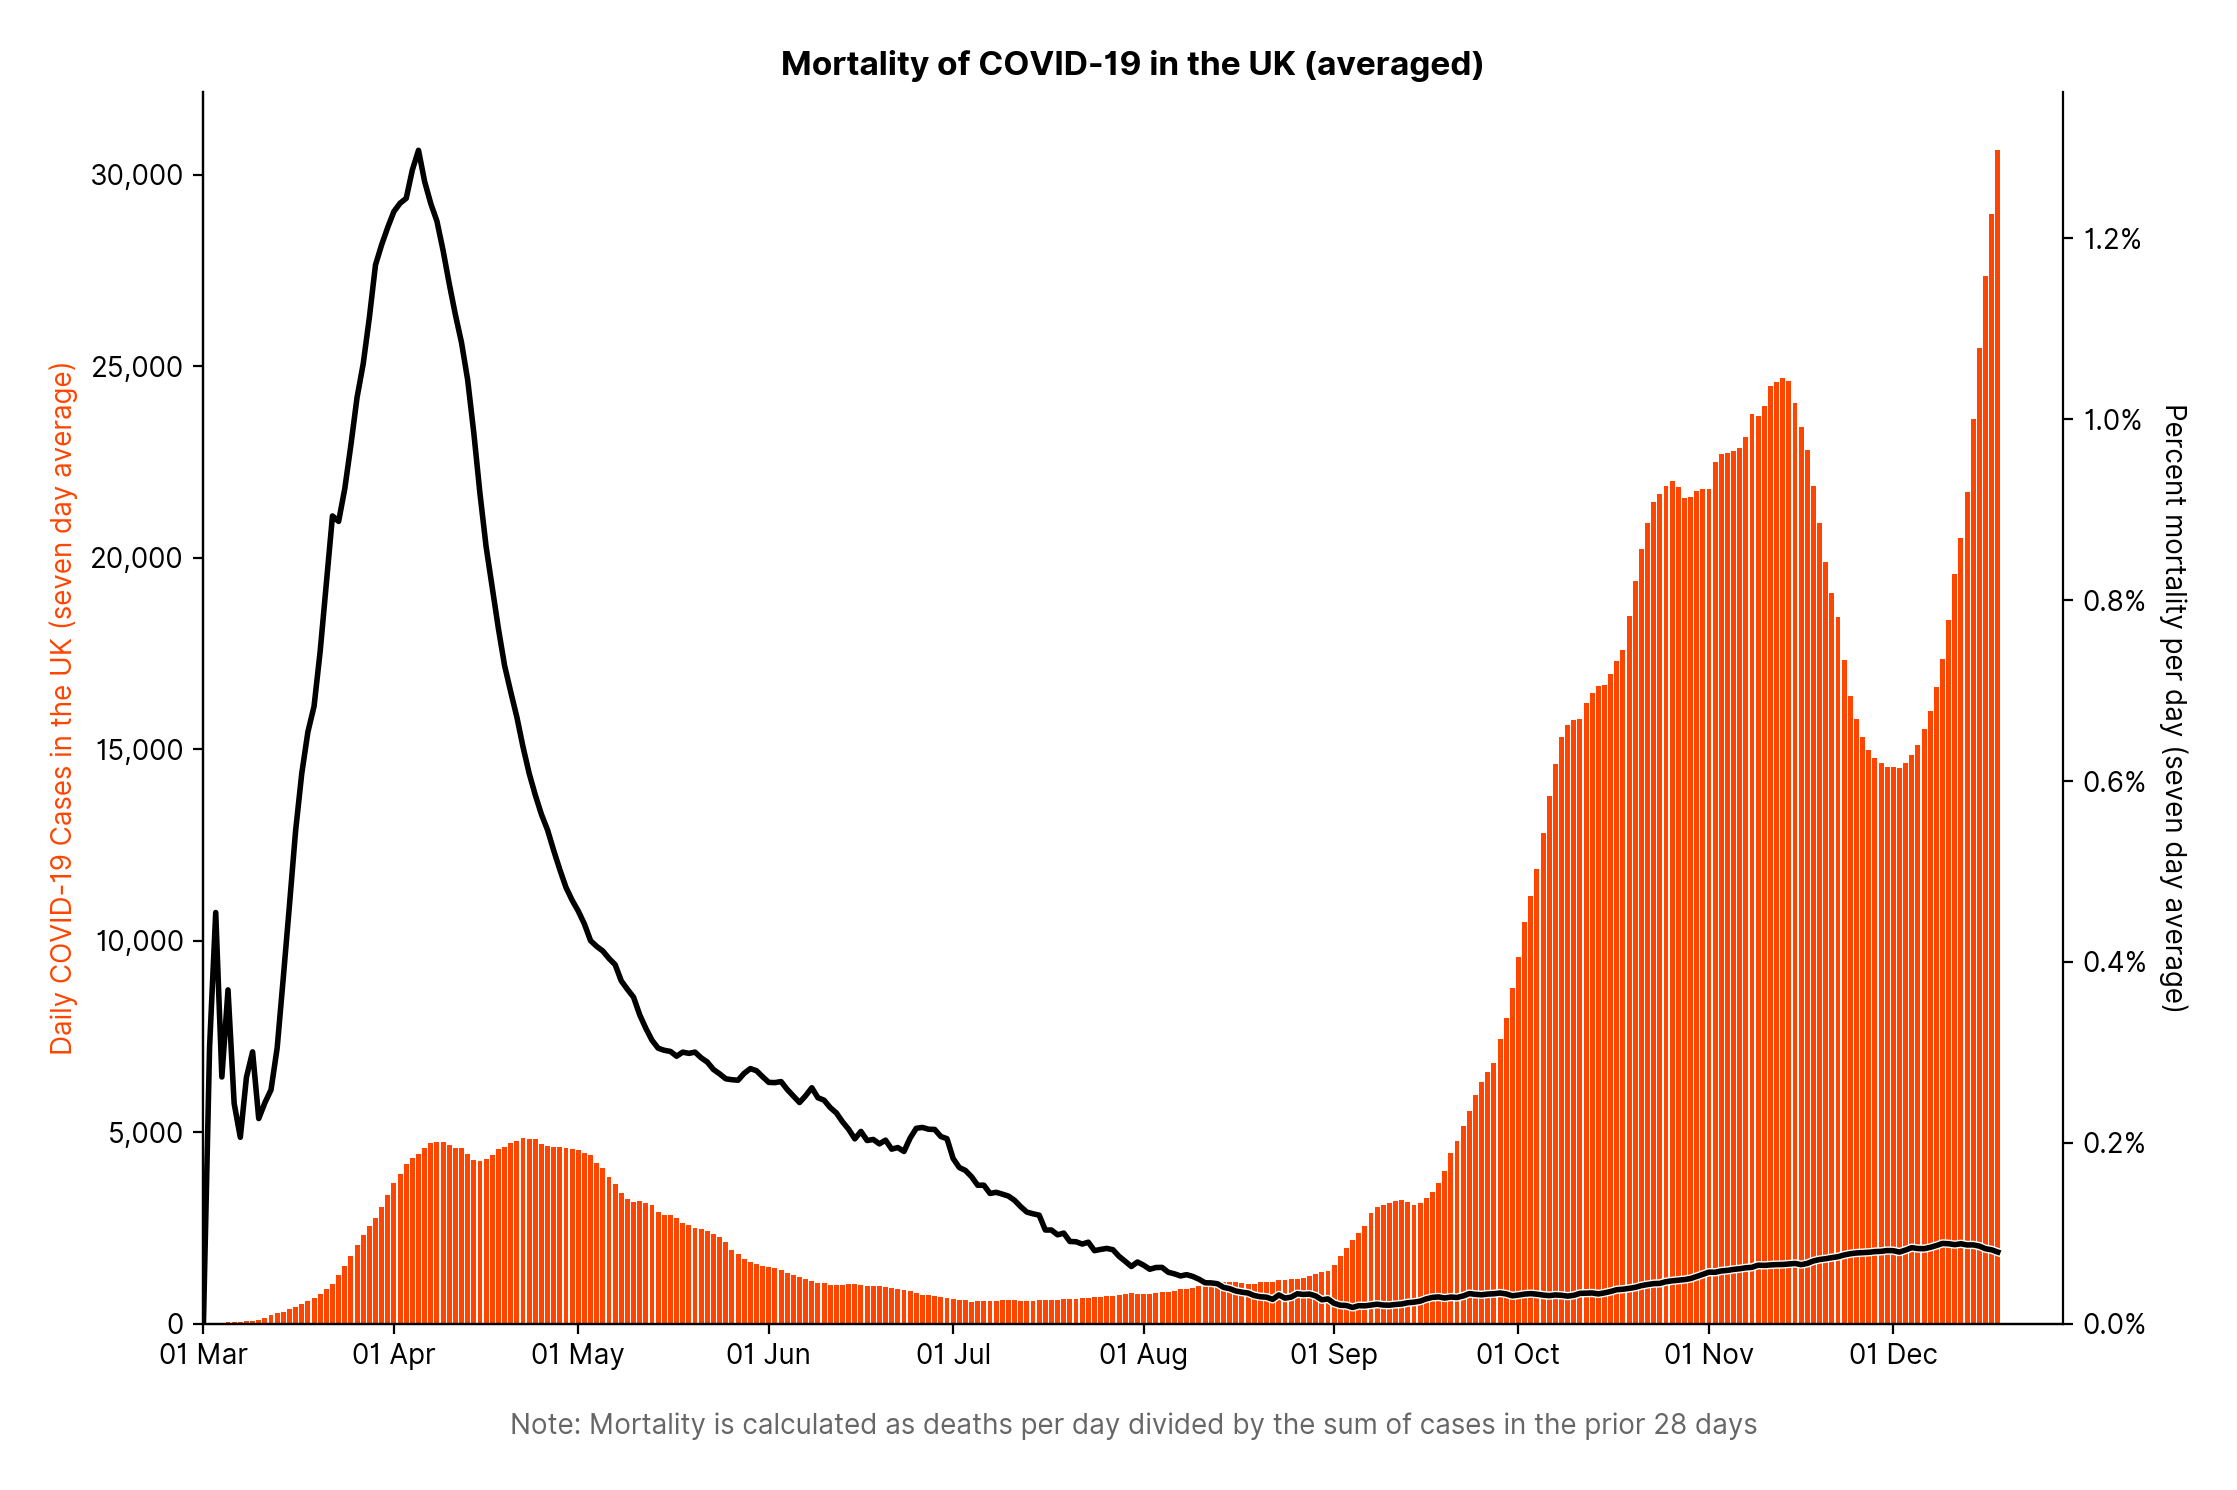 Mortality of COVID-19 in the UK (averaged)
Daily COVID-19 Cases in the UK (seven day average)
30,000
25,000
20,000
15,000
10,000
5,000
0
1.2%
1.0%
0.8%
0.6%
0.4%
0.2%
0.0%
Percent mortality per day (seven day average)
01 Mar 01 Apr 01 May 01 Jun 01 Jul 01 Aug 01 Sep 01 Oct 01 Nov 01 Dec
Note: Mortality is calculated as deaths per day divided by the sum of cases in the prior 28 days